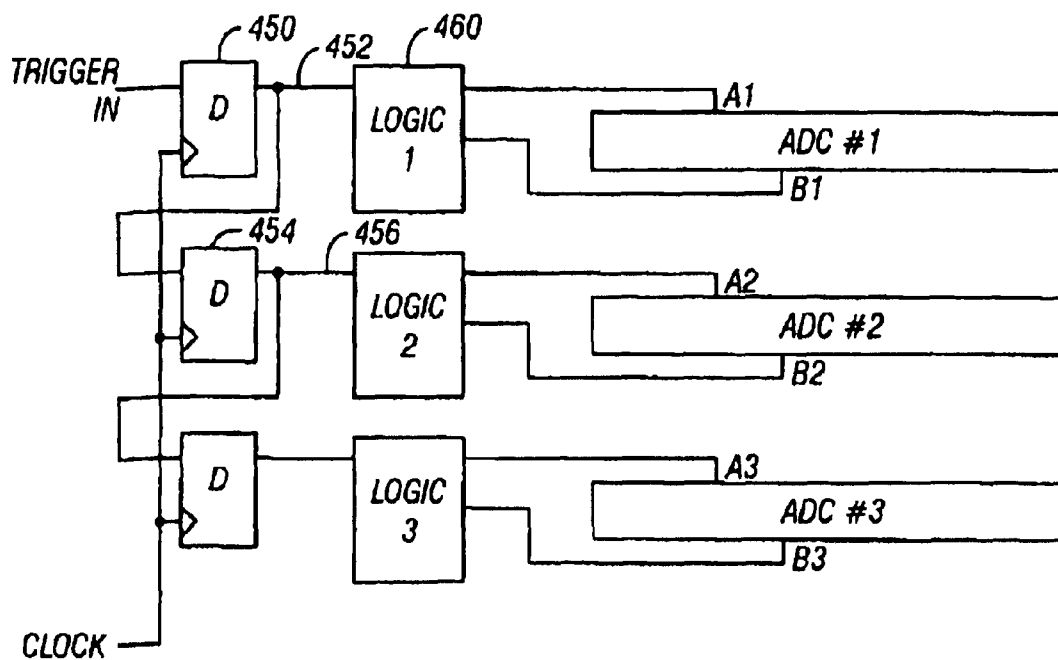 450
452
460
TRIGGER
IN
D
LOGIC
1
A1
ADC #1
B1
454
456
D
LOGIC
2
A2
ADC #2
B2
D
LOGIC
3
A3
ADC #3
B3
CLOCK